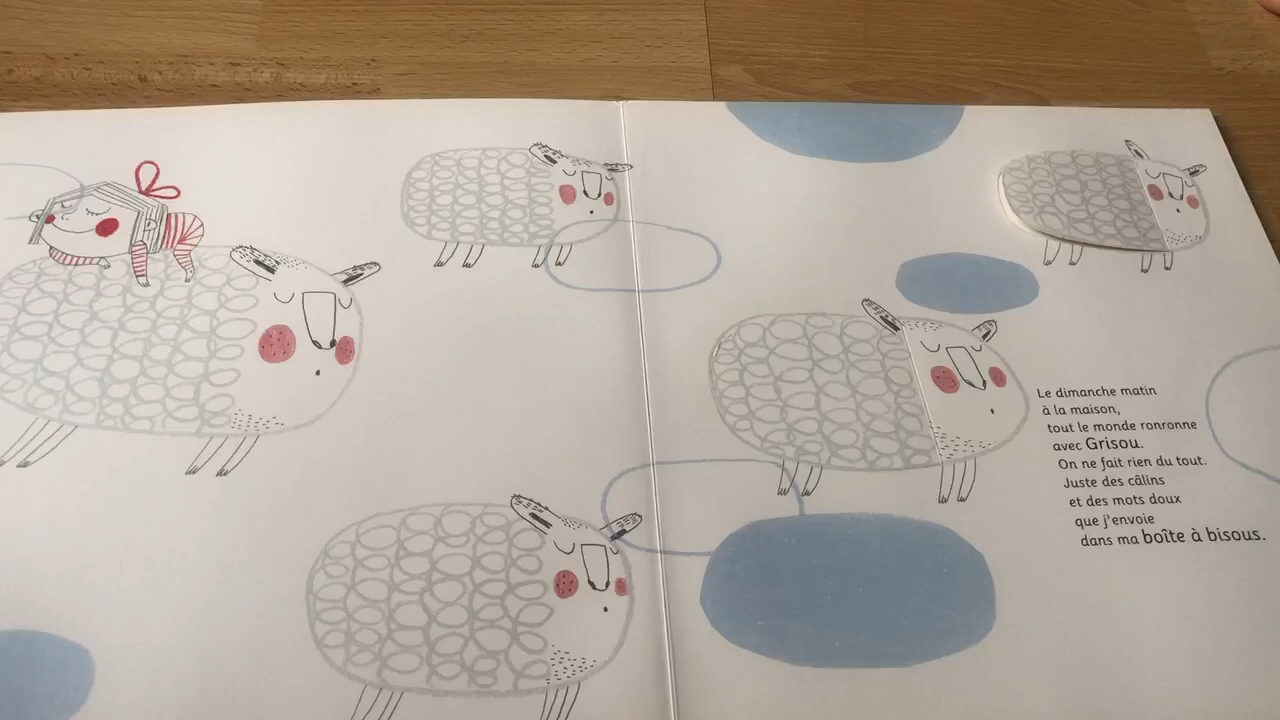 Le dimanche matin
à la maison,
tout le monde ronronne
avec Grisou.
On ne fait rien du tout.
Juste des câlins
et des mots doux
que j'envoie
dans ma boîte à bisous.